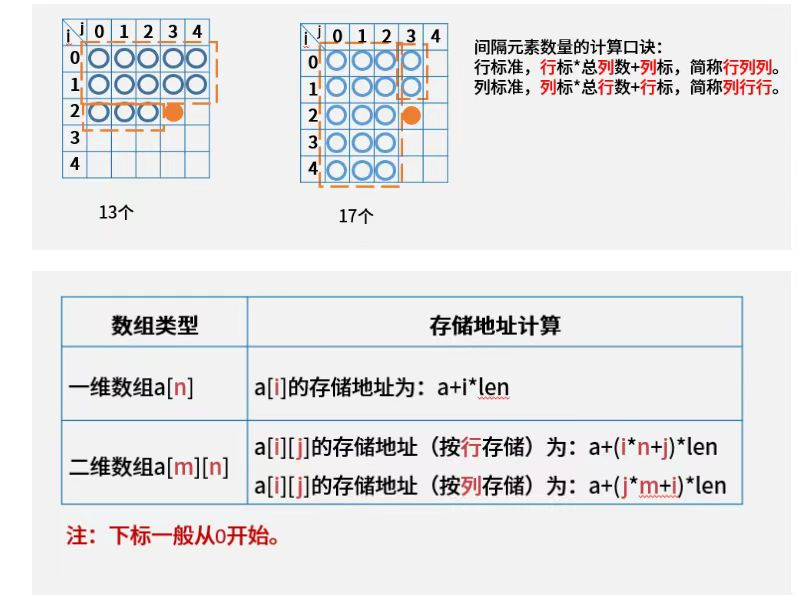 i j 0 1 2 3 4
0
1
2
3
4
13个
i j 0 1 2 3 4
0
1
2
3
4
17个
间隔元素数量的计算口诀：
行标准，行标*总列数+列标，简称行列列。
列标准，列标*总行数+行标，简称列行行。
数组类型 存储地址计算
一维数组a[n] a[i]的存储地址为：a+i*len
二维数组a[m][n] a[i][j]的存储地址（按行存储）为：a+(i*n+j)*len
a[i][j]的存储地址（按列存储）为：a+(j*m+i)*len
注：下标一般从0开始。